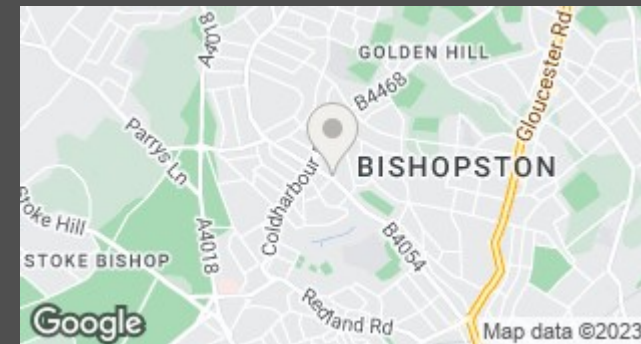 A4018
GOLDEN HILL
B4468
Gloucester Rd
Parrys Ln
Coldharbour
BISHOPSTON
Stoke Hill
A4018
B4054
STOKE BISHOP
Redland Rd
Google
Map data ©2023